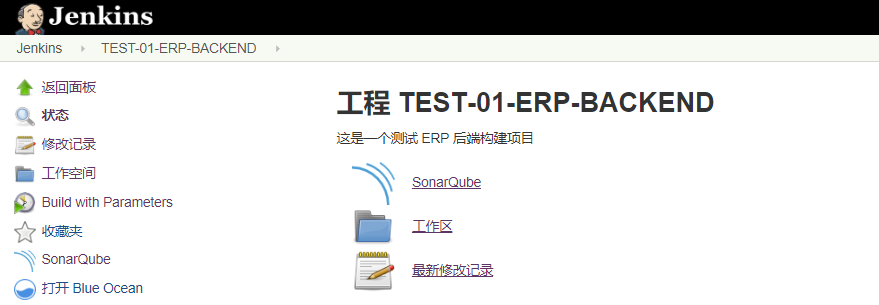 Jenkins
Jenkins TEST-01-ERP-BACKEND
返回面板
状态
修改记录
工作空间
Build with Parameters
收藏夹
SonarQube
打开 Blue Ocean
工程 TEST-01-ERP-BACKEND
这是一个测试 ERP 后端构建项目
SonarQube
工作区
最新修改记录